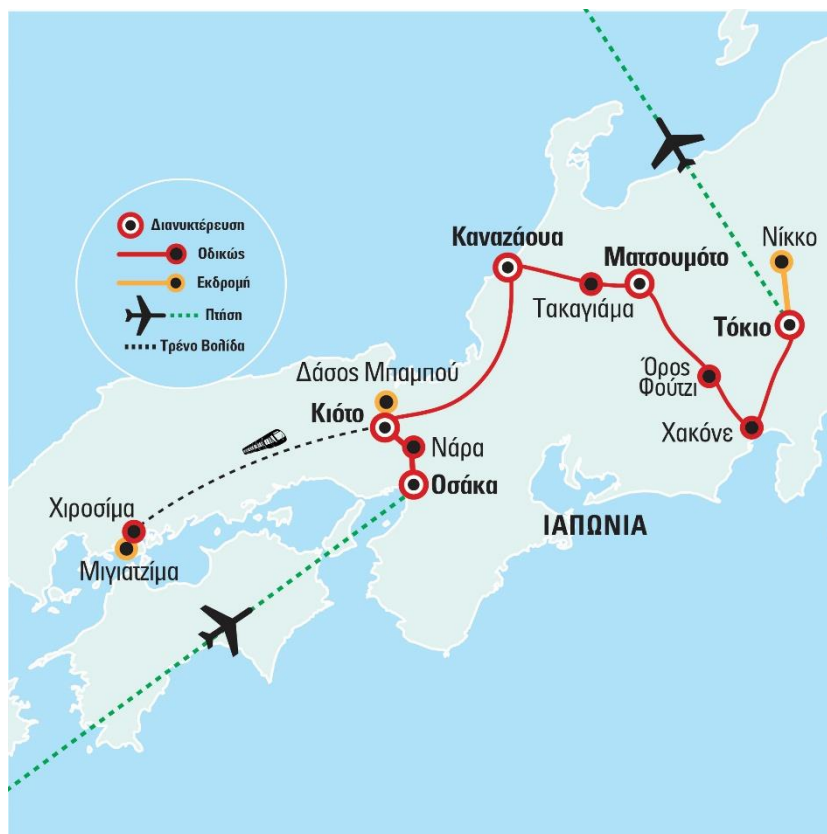 Διανυκτέρευση
Οδικώς
Εκδρομή
Πτήση
Τρένο Βολίδα
Καναζάουα
Ματσουμότο
Νίκκο
Τακαγιάμα
Τόκιο
Δάσος Μπαμπού
Όρος
Φούτζι
Κιότο
Χακόνε
Νάρα
Οσάκα
Χιροσίμα
ΙΑΠΩΝΙΑ
Μιγιατζίμα